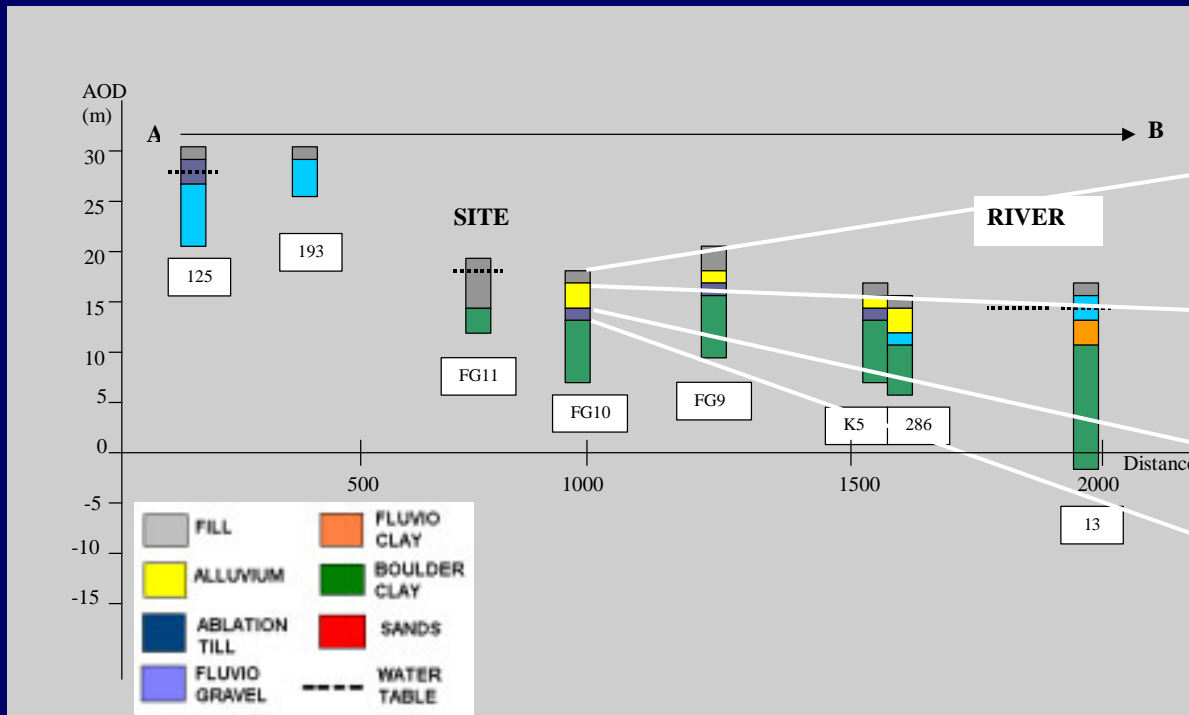 AOD
(m)
A
B
30
25
20
15
10
5
0
-5
-10
-15
SITE
RIVER
125
193
FG11
FG10
FG9
K5
286
13
500
1000
1500
2000
Distance
FILL
FLUVIO
CLAY
ALLUVIUM
BOULDER
CLAY
ABLATION
TILL
SANDS
FLUVIO
GRAVEL
WATER
TABLE